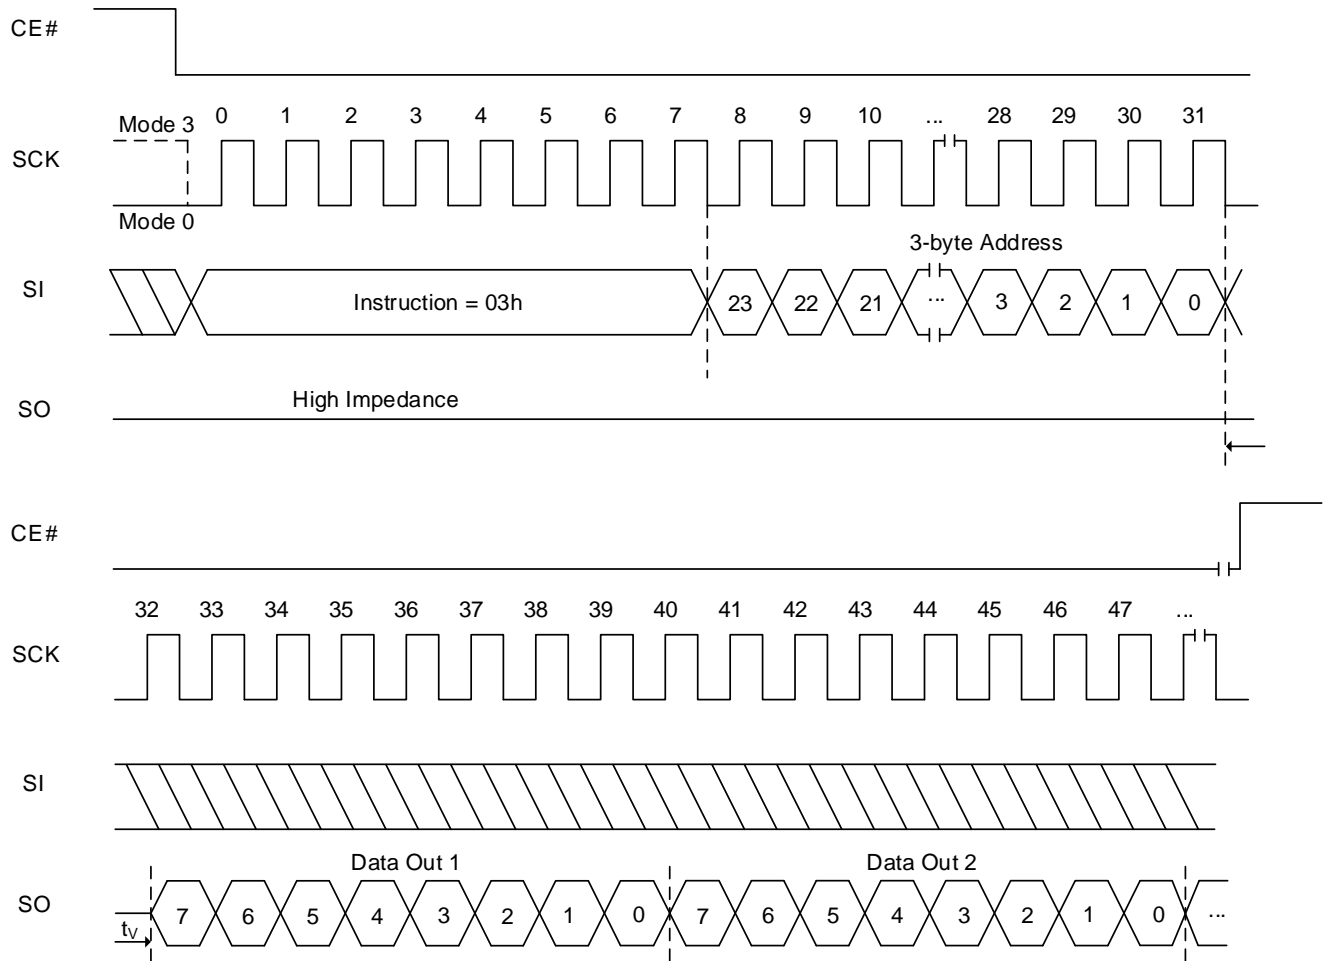 CE#
0 1 2 3 4 5 6 7 8 9 10 ... 28 29 30 31
Mode 3
SCK
Mode 0
3-byte Address
SI
Instruction = 03h 23 22 21 ... 3 2 1 0
High Impedance
SO
CE#
32 33 34 35 36 37 38 39 40 41 42 43 44 45 46 47 ...
SCK
SI
Data Out 1 Data Out 2
SO
7 6 5 4 3 2 1 0 7 6 5 4 3 2 1 0 ...
tV